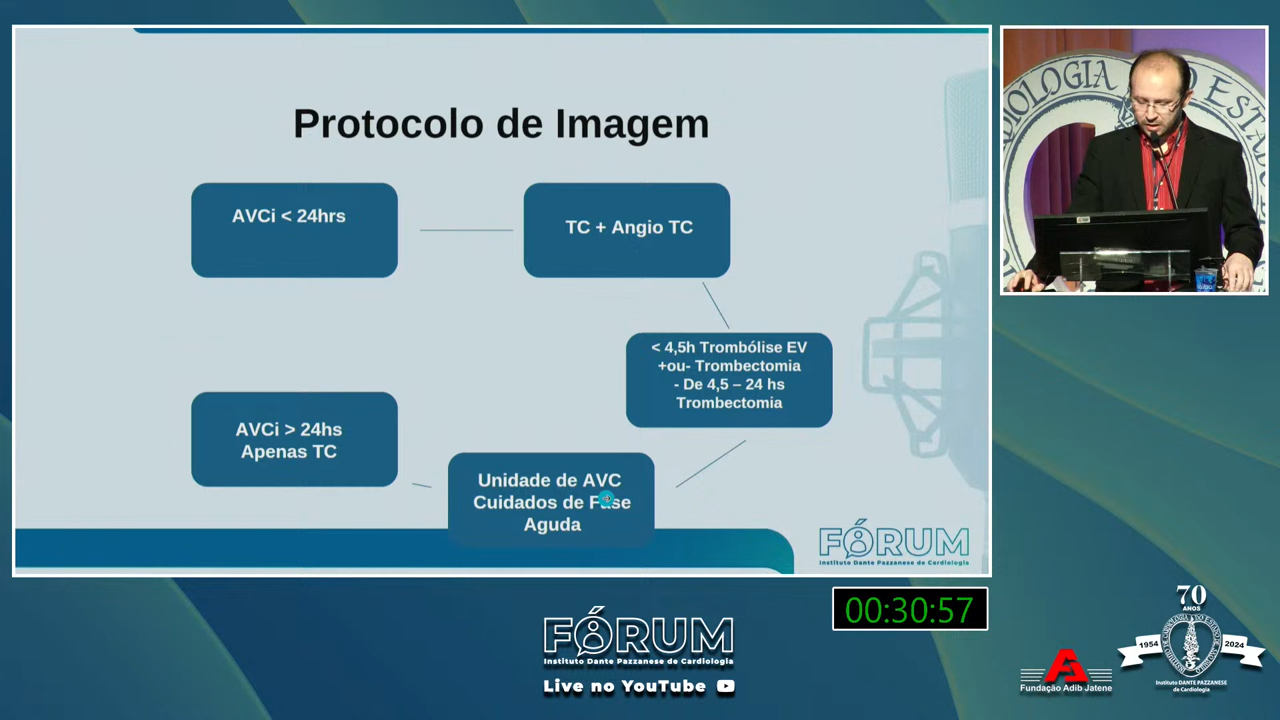 Protocolo de Imagem
AVCi < 24hrs
TC + Angio TC
< 4,5h Trombólise EV
+ou- Trombectomia
- De 4,5 – 24 hs
Trombectomia
AVCi > 24hs
Apenas TC
Unidade de AVC
Cuidados de Fase
Aguda
FÓRUM
Instituto Dante Pazzanese de Cardiologia
00:30:57
FÓRUM
Instituto Dante Pazzanese de Cardiologia
Live no YouTube
Fundação Adib Jatene
70
ANOS
1954
2024
Instituto DANTE PAZZANESE
de Cardiologia